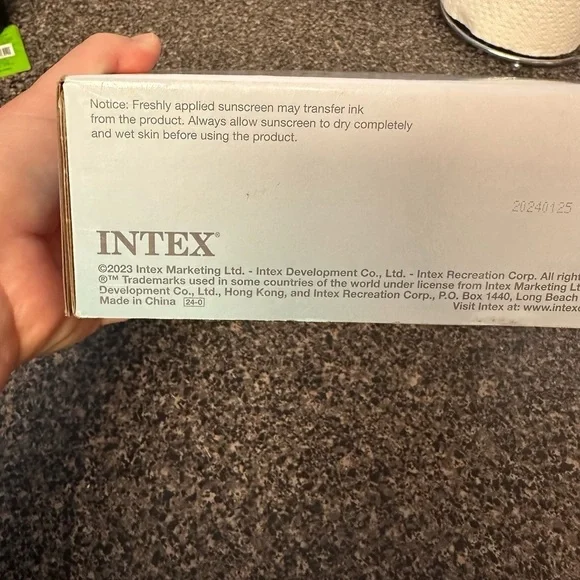 Notice: Freshly applied sunscreen may transfer ink
from the product. Always allow sunscreen to dry completely
and wet skin before using the product.
20240125
INTEX®
©2023 Intex Marketing Ltd. - Intex Development Co., Ltd. - Intex Recreation Corp. All right
®™ Trademarks used in some countries of the world under license from Intex Marketing Lt
Development Co., Ltd., Hong Kong, and Intex Recreation Corp., P.O. Box 1440, Long Beach
Made in China 24-0
Visit Intex at: www.intexc